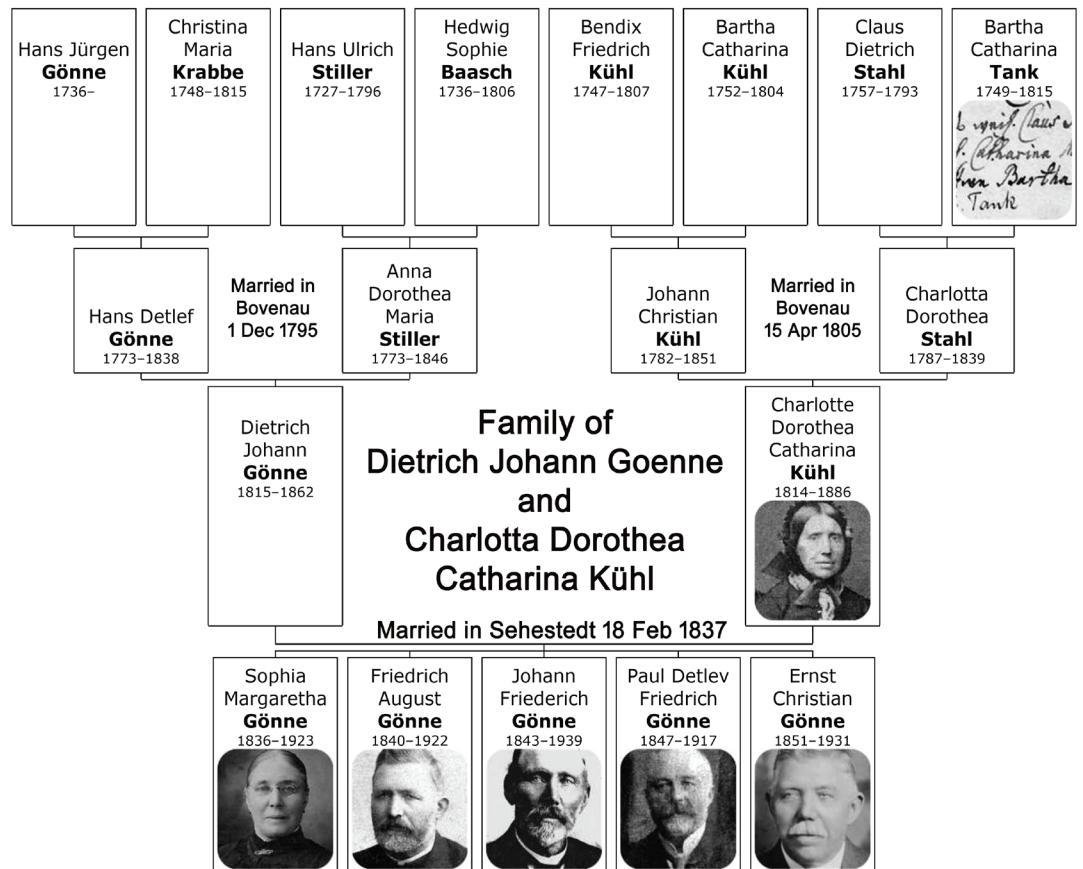 Hans Jürgen
Gönne
1736–
Christina
Maria
Krabbe
1748–1815
Hans Ulrich
Stiller
1727–1796
Hedwig
Sophie
Baasch
1736–1806
Bendix
Friedrich
Kühl
1747–1807
Bartha
Catharina
Kühl
1752–1804
Claus
Dietrich
Stahl
1757–1793
Bartha
Catharina
Tank
1749–1815
Claus
Catharina
Bartha
Tank
Hans Detlef
Gönne
1773–1838
Married in
Bovenau
1 Dec 1795
Anna
Dorothea
Maria
Stiller
1773–1846
Johann
Christian
Kühl
1782–1851
Married in
Bovenau
15 Apr 1805
Charlotta
Dorothea
Stahl
1787–1839
Dietrich
Johann
Gönne
1815–1862
Family of
Dietrich Johann Goenne
and
Charlotta Dorothea
Catharina Kühl
Charlotte
Dorothea
Catharina
Kühl
1814–1886
Married in Sehestedt 18 Feb 1837
Sophia
Margaretha
Gönne
1836–1923
Friedrich
August
Gönne
1840–1922
Johann
Friederich
Gönne
1843–1939
Paul Detlev
Friedrich
Gönne
1847–1917
Ernst
Christian
Gönne
1851–1931